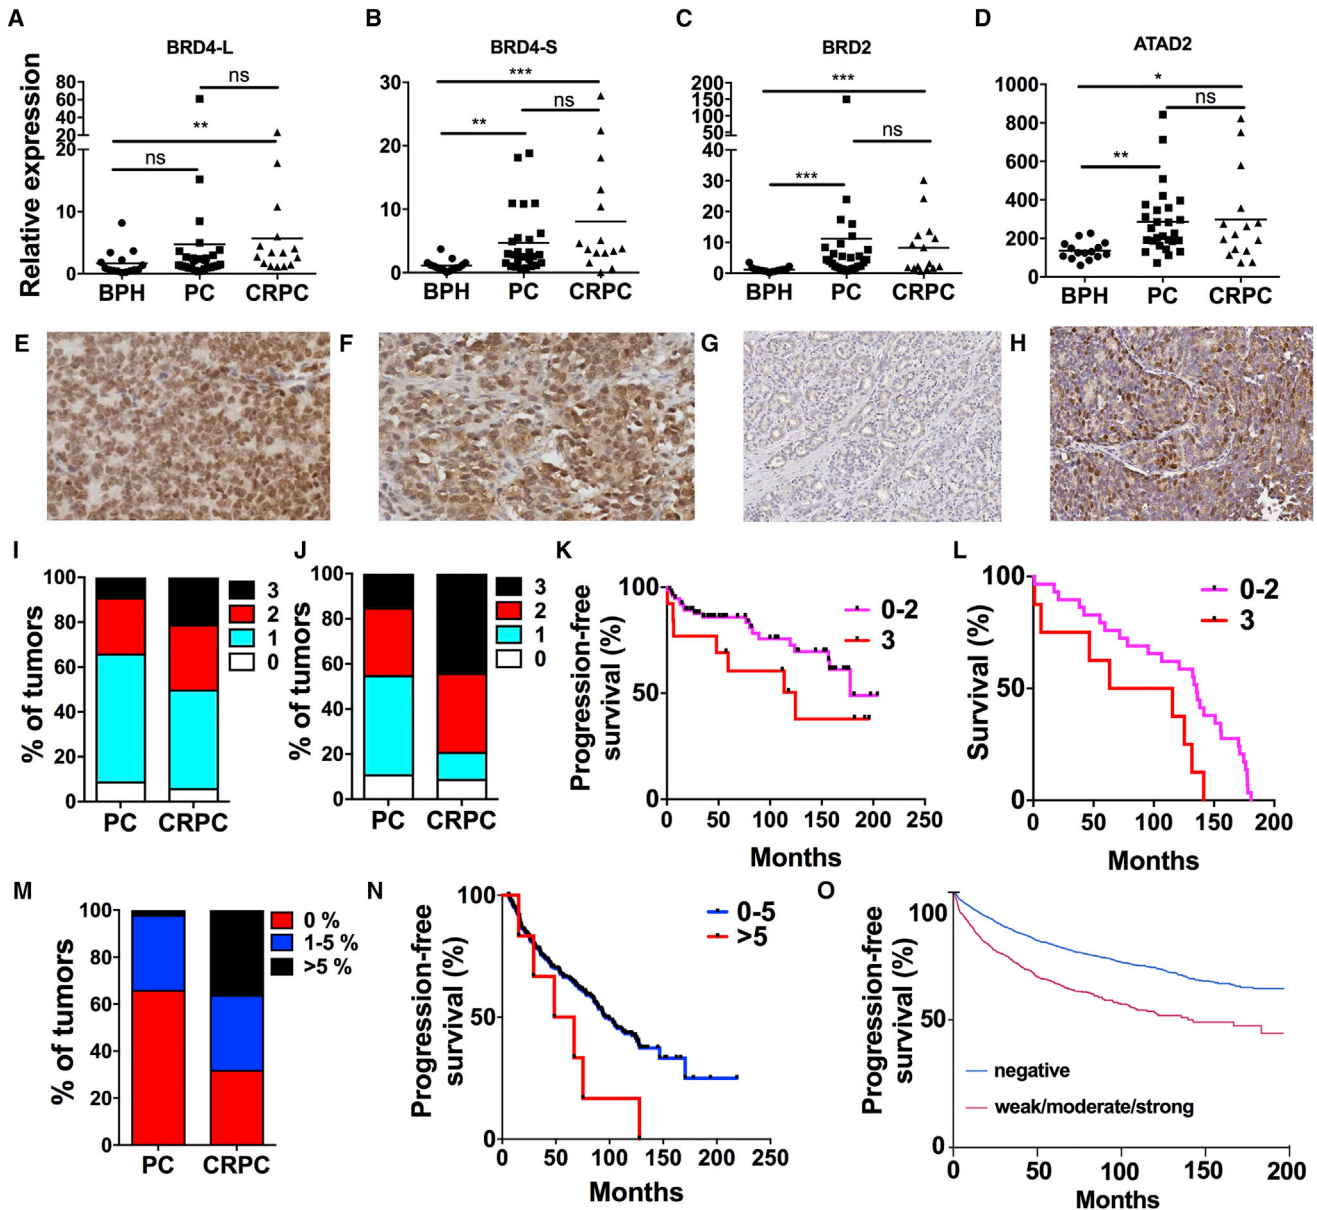 A
BRD4-L
Relative expression
80
60
40
20
20
10
0
ns
**
ns
BPH PC CRPC
B
BRD4-S
30
20
10
0
***
ns
**
BPH PC CRPC
C
BRD2
200
150
100
50
40
30
20
10
0
***
ns
***
BPH PC CRPC
D
ATAD2
1000
800
600
400
200
0
*
ns
**
BPH PC CRPC
E
F
G
H
I
% of tumors
100
80
60
40
20
0
PC CRPC
3
2
1
0
J
% of tumors
100
80
60
40
20
0
PC CRPC
3
2
1
0
K
Progression-free
survival (%)
100
50
0
0 50 100 150 200 250
Months
0-2
3
L
Survival (%)
100
50
0
0 50 100 150 200
Months
0-2
3
M
% of tumors
100
80
60
40
20
0
PC CRPC
0 %
1-5 %
>5 %
N
Progression-free
survival (%)
100
50
0
0 50 100 150 200 250
Months
0-5
>5
O
Progression-free
survival (%)
100
50
0
0 50 100 150 200
Months
negative
weak/moderate/strong